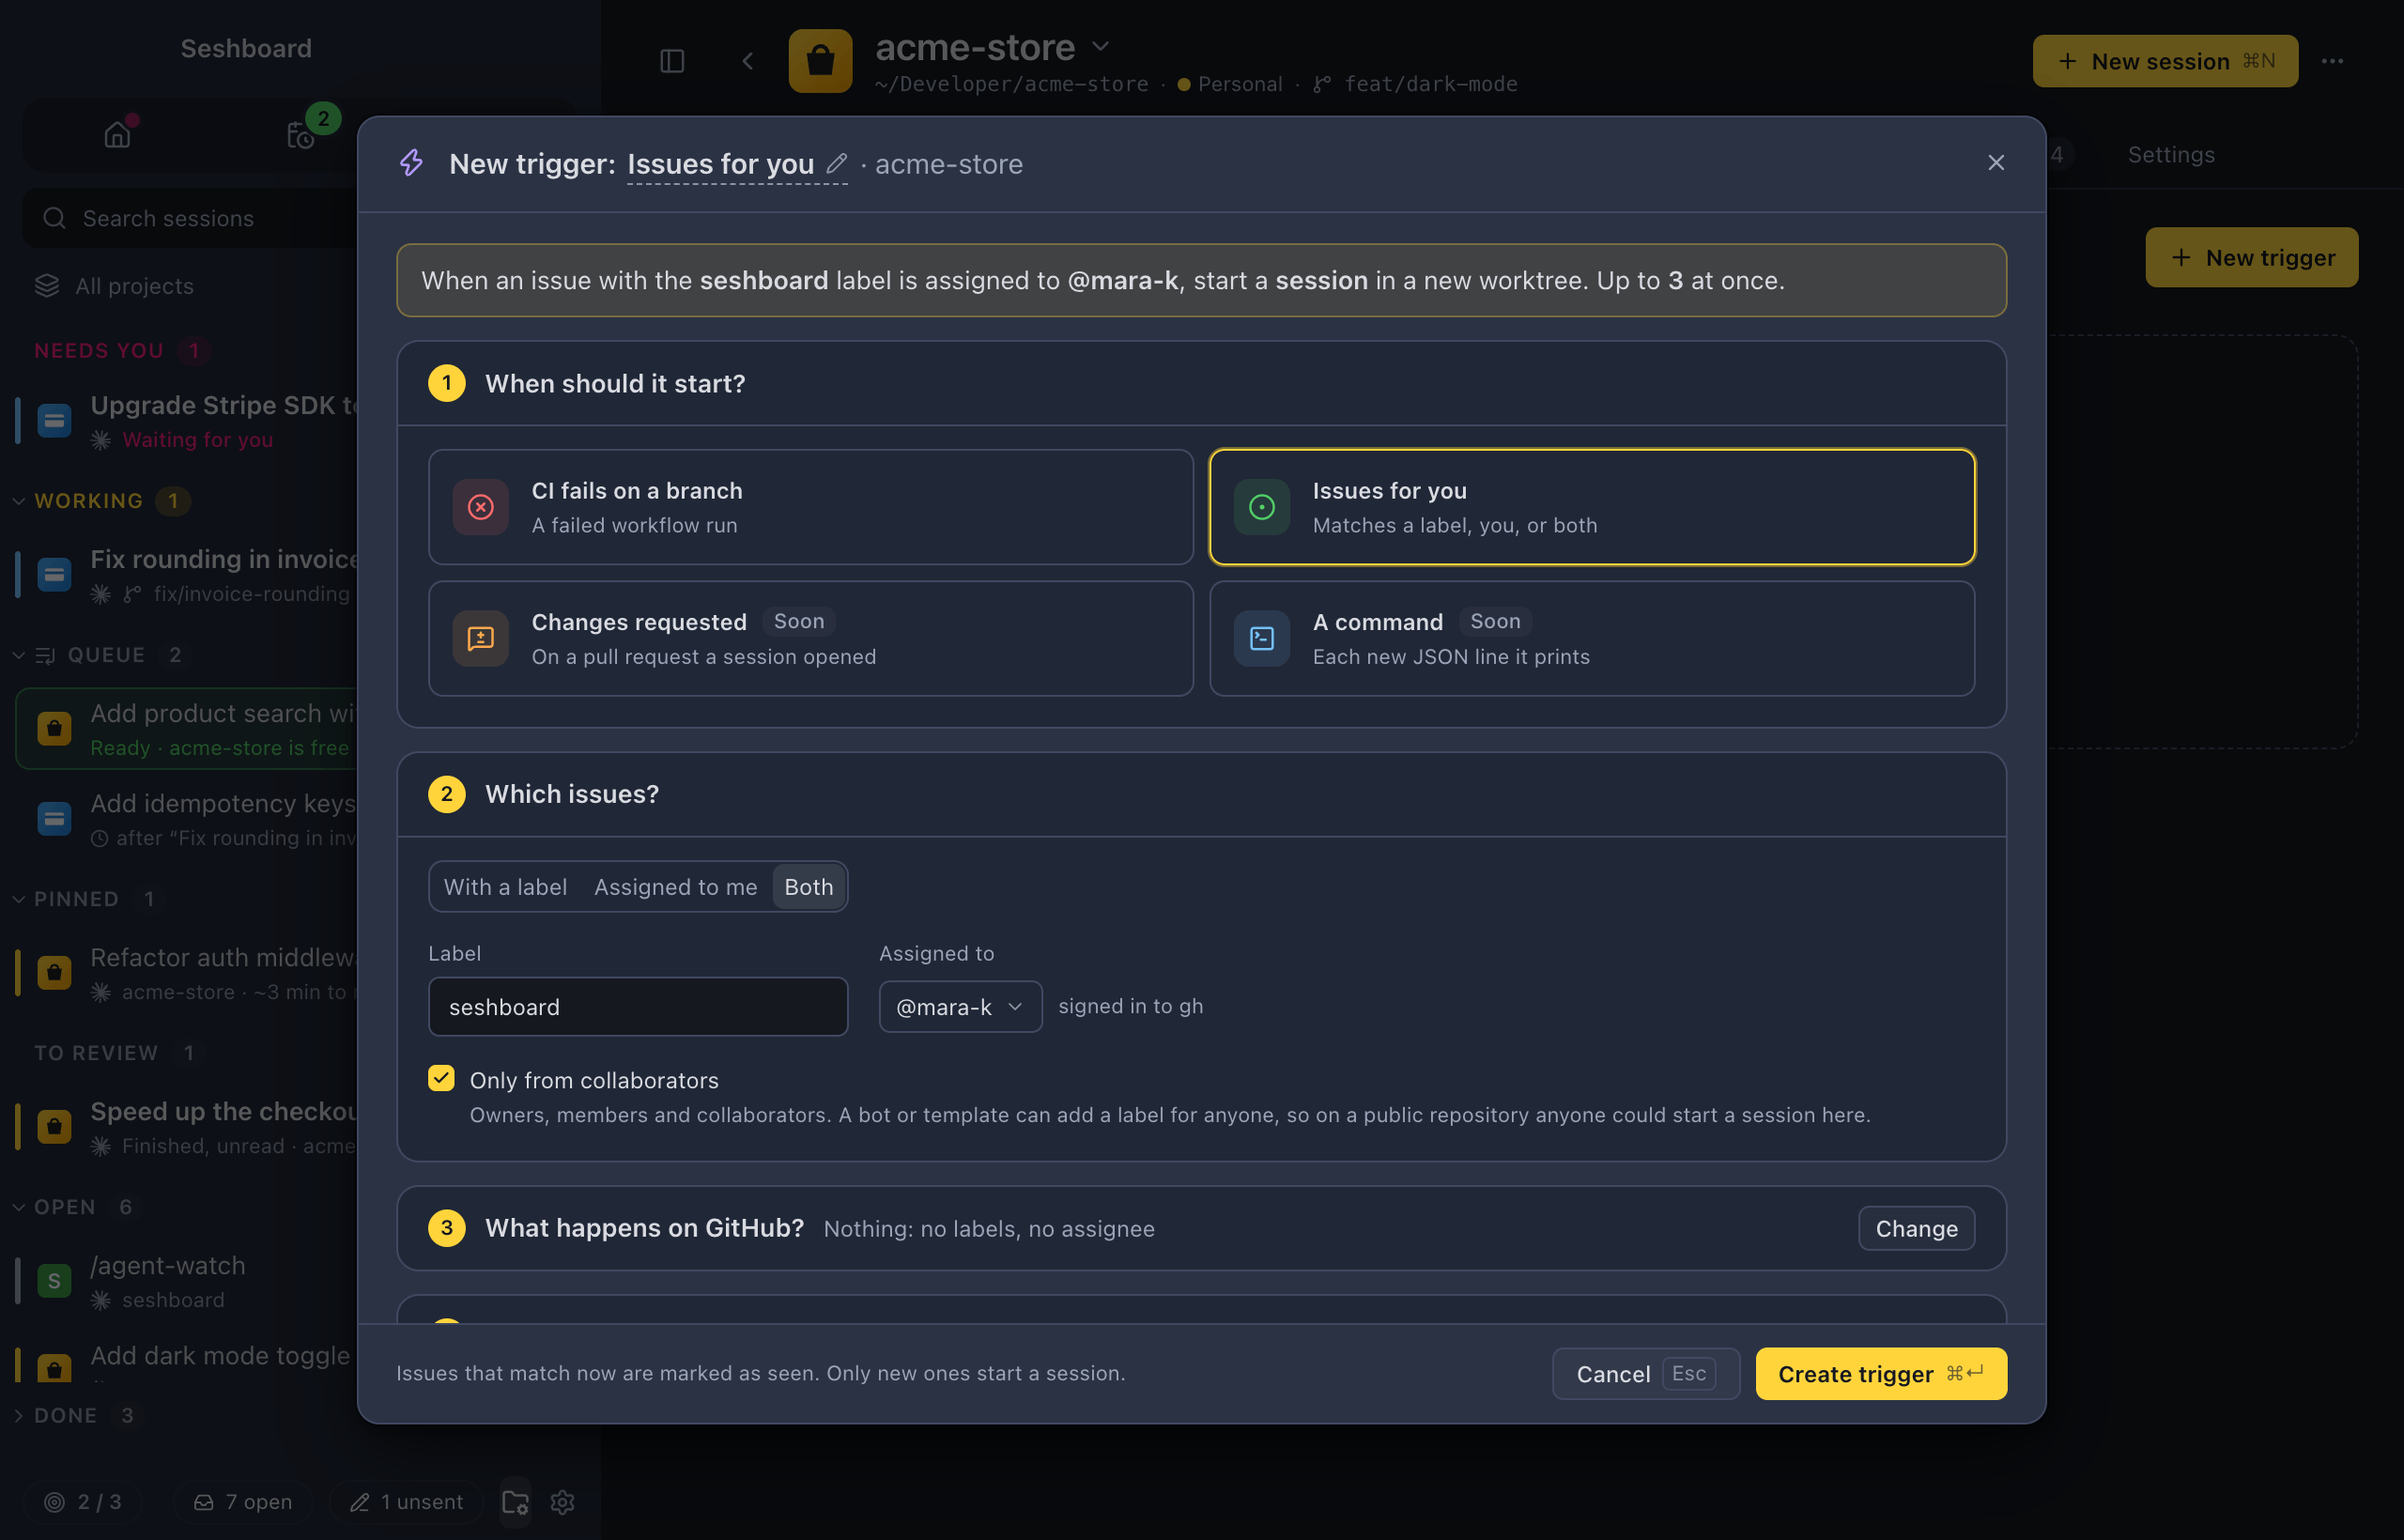 Seshboard
acme-store
~/Developer/acme-store · Personal · feat/dark-mode
+ New session ⌘N
2
Search sessions
All projects
NEEDS YOU 1
Upgrade Stripe SDK
Waiting for you
WORKING 1
Fix rounding in invoice
fix/invoice-rounding
QUEUE 2
Add product search
Ready · acme-store is free
Add idempotency keys
after “Fix rounding in
PINNED 1
Refactor auth
acme-store · ~3 min to
TO REVIEW 1
Speed up the
Finished, unread ·
OPEN 6
S
/agent-watch
seshboard
Add dark mode toggle
DONE 3
2 / 3
7 open
1 unsent
4
Settings
+ New trigger
New trigger: Issues for you · acme-store
When an issue with the seshboard label is assigned to @mara-k, start a session in a new worktree. Up to 3 at once.
1 When should it start?
CI fails on a branch
A failed workflow run
Issues for you
Matches a label, you, or both
Changes requested Soon
On a pull request a session opened
A command Soon
Each new JSON line it prints
2 Which issues?
With a label Assigned to me Both
Label
seshboard
Assigned to
@mara-k signed in to gh
Only from collaborators
Owners, members and collaborators. A bot or template can add a label for anyone, so on a public repository anyone could start a session here.
3 What happens on GitHub? Nothing: no labels, no assignee Change
Issues that match now are marked as seen. Only new ones start a session.
Cancel Esc
Create trigger ⌘↵